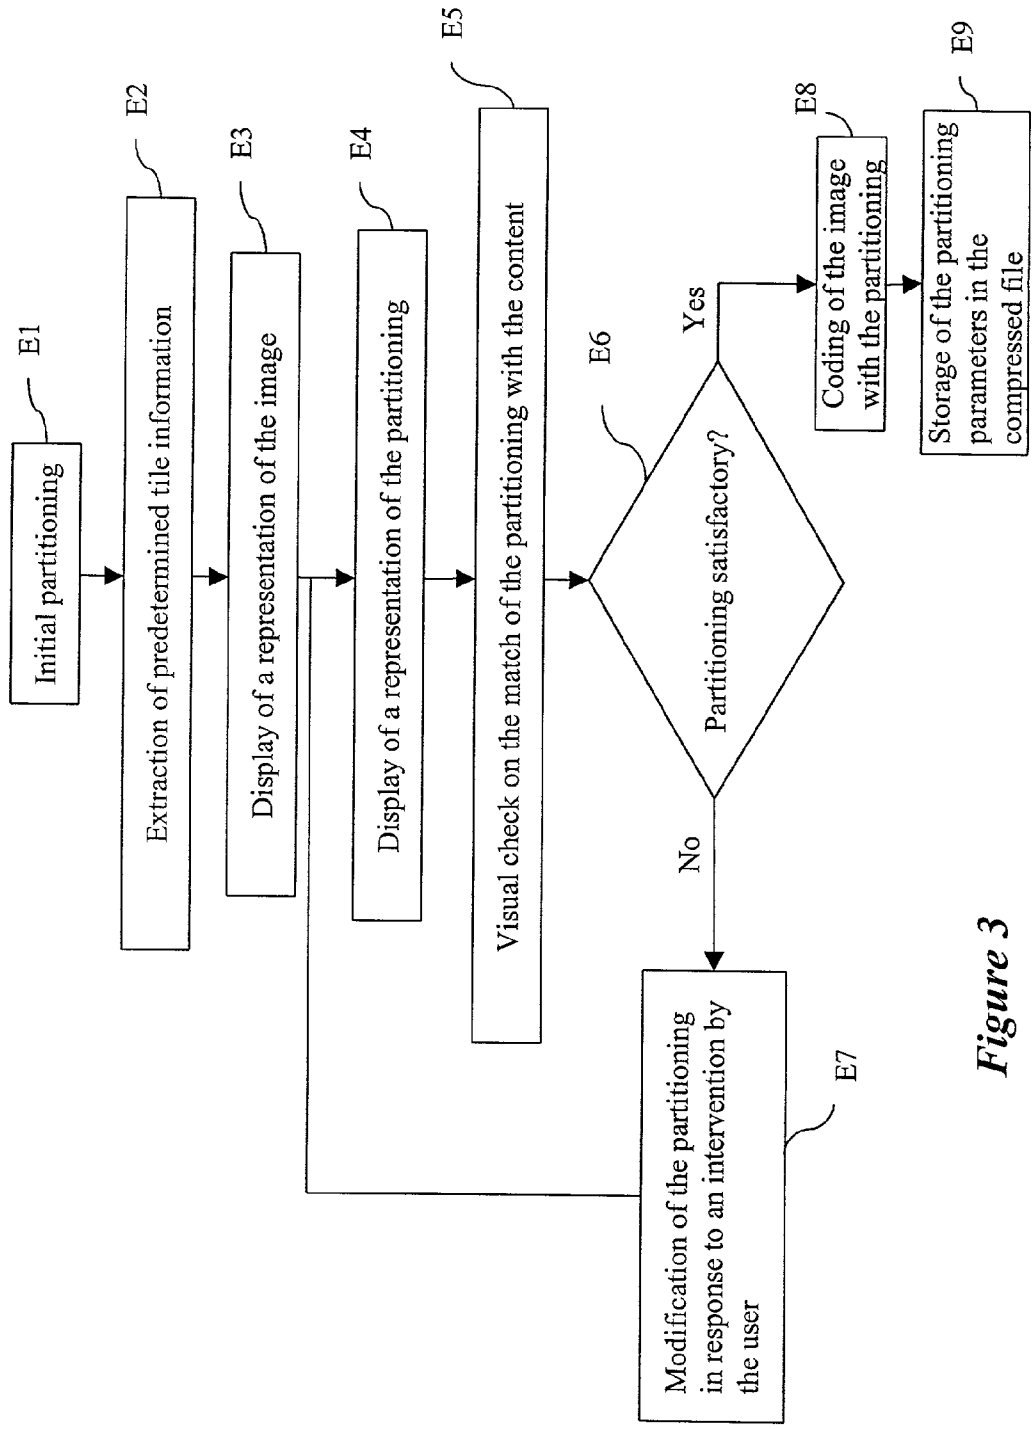 E1
Initial partitioning
E2
Extraction of predetermined tile information
E3
Display of a representation of the image
E4
Display of a representation of the partitioning
E5
Visual check on the match of the partitioning with the content
E6
Partitioning satisfactory?
No
Yes
E7
Modification of the partitioning
in response to an intervention by
the user
E8
Coding of the image
with the partitioning
E9
Storage of the partitioning
parameters in the
compressed file
Figure 3